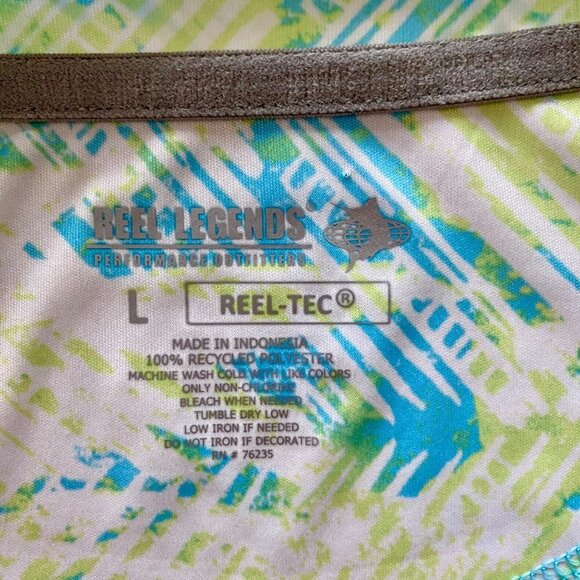 REEL LEGENDS®
PERFORMANCE OUTFITTERS
L
REEL-TEC®
MADE IN INDONESIA
100% RECYCLED POLYESTER
MACHINE WASH COLD WITH LIKE COLORS
ONLY NON-CHLORINE
BLEACH WHEN NEEDED
TUMBLE DRY LOW
LOW IRON IF NEEDED
DO NOT IRON IF DECORATED
RN # 76235